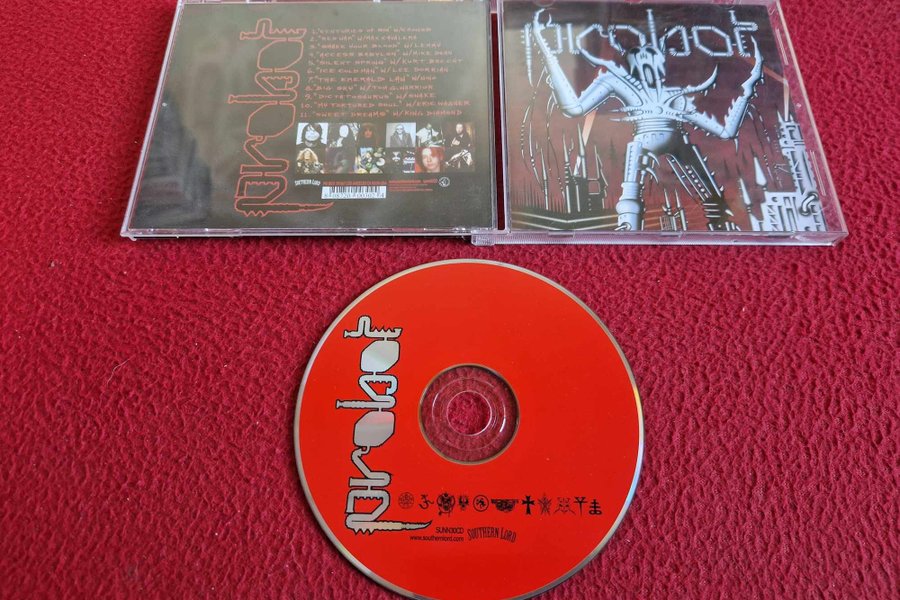 probot
1. "CENTURIES OF SIN" W/CRONOS
2. "RED WAR" W/MAX CAVALERA
3. "SHAKE YOUR BLOOD" W/LEMMY
4. "ACCESS BABYLON" W/MIKE DEAN
5. "SILENT SPRING" W/KURT BRECHT
6. "ICE COLD MAN" W/LEE DORRIAN
7. "THE EMERALD LAW" W/WINO
8. "BIG SKY" W/TOM G. WARRIOR
9. "DICTATOSAURUS" W/SNAKE
10. "MY TORTURED SOUL" W/ERIC WAGNER
11. "SWEET DREAMS" W/KING DIAMOND
SOUTHERN LORD
probot
probot
SUNN30CD
www.southernlord.com
SOUTHERN LORD